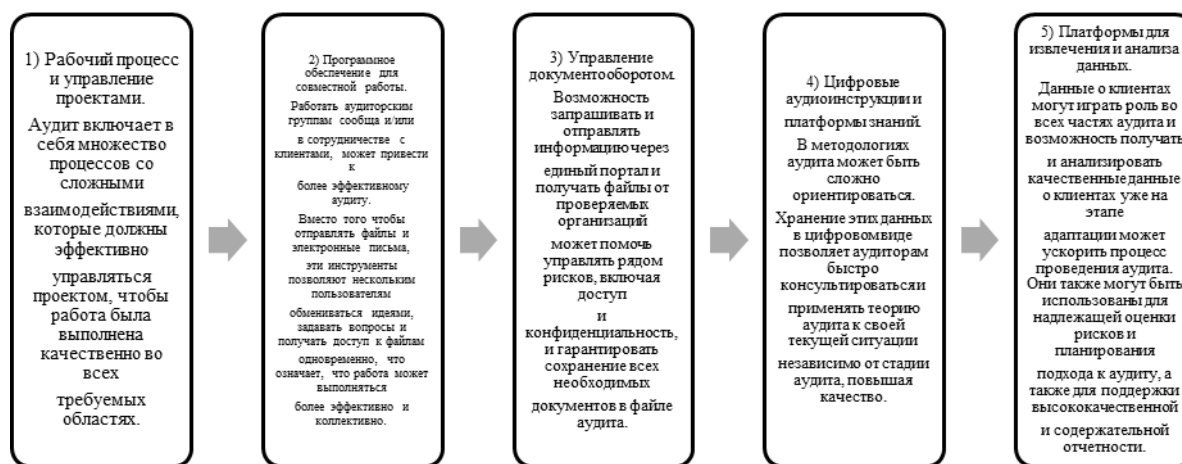 1) Рабочий процесс
и управление
проектами.
Аудит включает в
себя множество
процессов со
сложными
взаимодействиями,
которые должны
эффективно
управляться
проектом, чтобы
работа была
выполнена
качественно во
всех
требуемых
областях.
2) Программное
обеспечение для
совместной работы.
Работать аудиторским
группам сообща и/или
в сотрудничестве с
клиентами, может привести
к
более эффективному
аудиту.
Вместо того чтобы
отправлять файлы и
электронные письма,
эти инструменты
позволяют нескольким
пользователям
обмениваться идеями,
задавать вопросы и
получать доступ к файлам
одновременно, что
означает, что работа может
выполняться
более эффективно и
коллективно.
3) Управление
документооборотом.
Возможность
запрашивать и
отправлять
информацию через
единый портал и
получать файлы от
проверяемых
организаций
может помочь
управлять рядом
рисков, включая
доступ
и
конфиденциальность,
и гарантировать
сохранение всех
необходимых
документов в файле
аудита.
4) Цифровые
аудиоинструкции и
платформы знаний.
В методологиях
аудита может быть
сложно
ориентироваться.
Хранение этих данных
в цифровом виде
позволяет аудиторам
быстро
консультироваться и
применять теорию
аудита к своей
текущей ситуации
независимо от стадии
аудита, повышая
качество.
5) Платформы для
извлечения и анализа
данных.
Данные о клиентах
могут играть роль во
всех частях аудита и
возможность получать
и анализировать
качественные данные
о клиентах уже на
этапе
адаптации может
ускорить процесс
проведения аудита.
Они также могут быть
использованы для
надлежащей оценки
рисков и
планирования
подхода к аудиту, а
также для поддержки
высококачественной
и содержательной
отчетности.